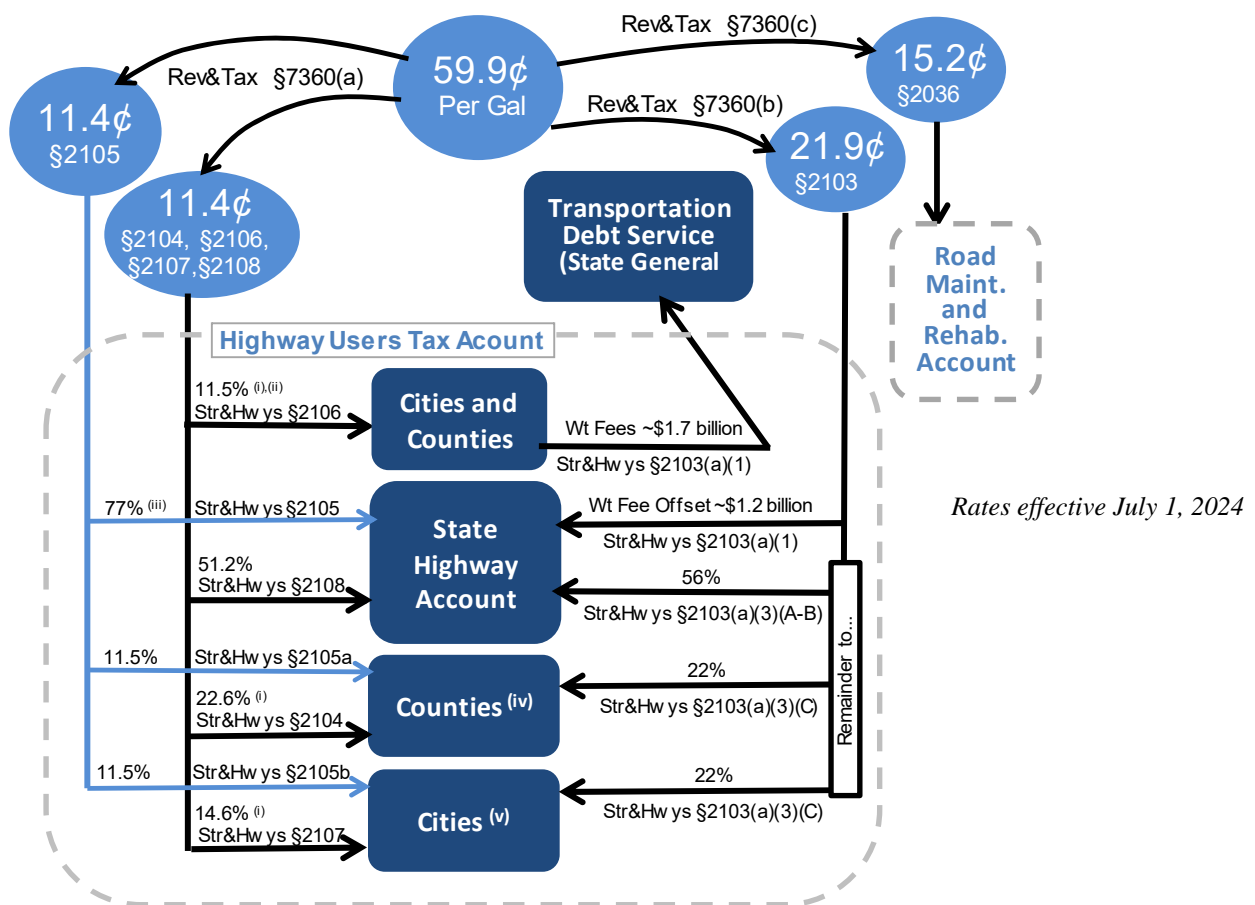 Rev&Tax §7360(c)
59.9¢
Per Gal
15.2¢
§2036
Rev&Tax §7360(a)
Rev&Tax §7360(b)
11.4¢
§2105
21.9¢
§2103
11.4¢
§2104, §2106,
§2107,§2108
Transportation
Debt Service
(State General
Road
Maint.
and
Rehab.
Account
Highway Users Tax Acount
11.5% (i),(ii)
Str&Hw ys §2106
Cities and
Counties
Wt Fees ~$1.7 billion
Str&Hw ys §2103(a)(1)
77% (iii)
Str&Hw ys §2105
State
Highway
Account
Wt Fee Offset ~$1.2 billion
Str&Hw ys §2103(a)(1)
Rates effective July 1, 2024
51.2%
Str&Hw ys §2108
56%
Str&Hw ys §2103(a)(3)(A-B)
Remainder to...
11.5%
Str&Hw ys §2105a
22.6% (i)
Str&Hw ys §2104
Counties (iv)
22%
Str&Hw ys §2103(a)(3)(C)
11.5%
Str&Hw ys §2105b
14.6% (i)
Str&Hw ys §2107
Cities (v)
22%
Str&Hw ys §2103(a)(3)(C)